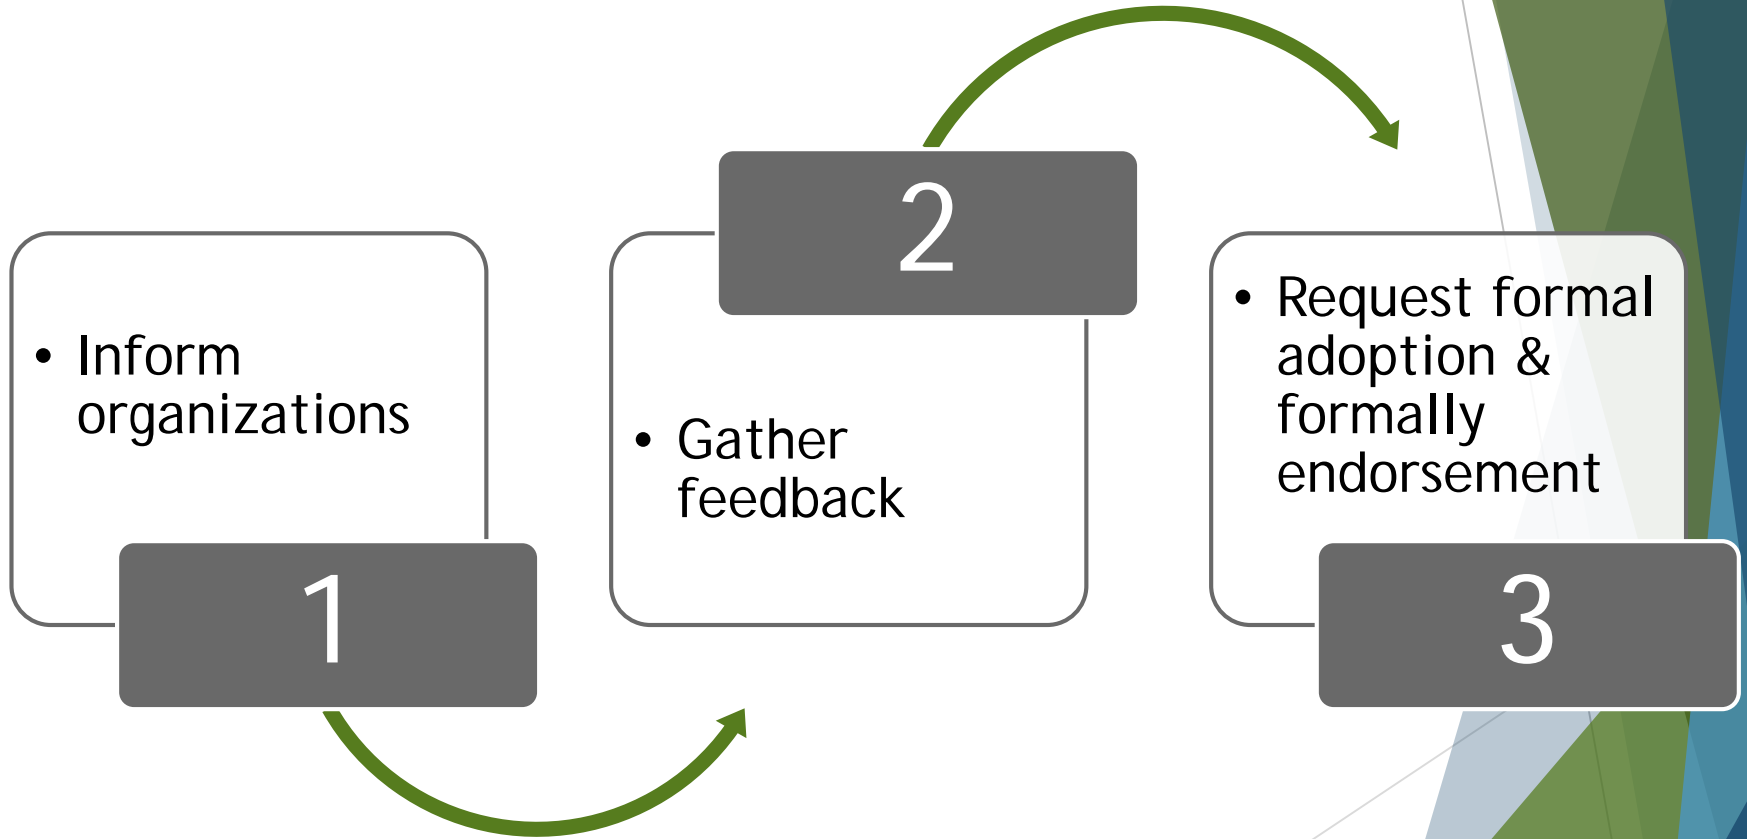 • Inform
organizations
1
2
• Gather
feedback
• Request formal
adoption &
formally
endorsement
3